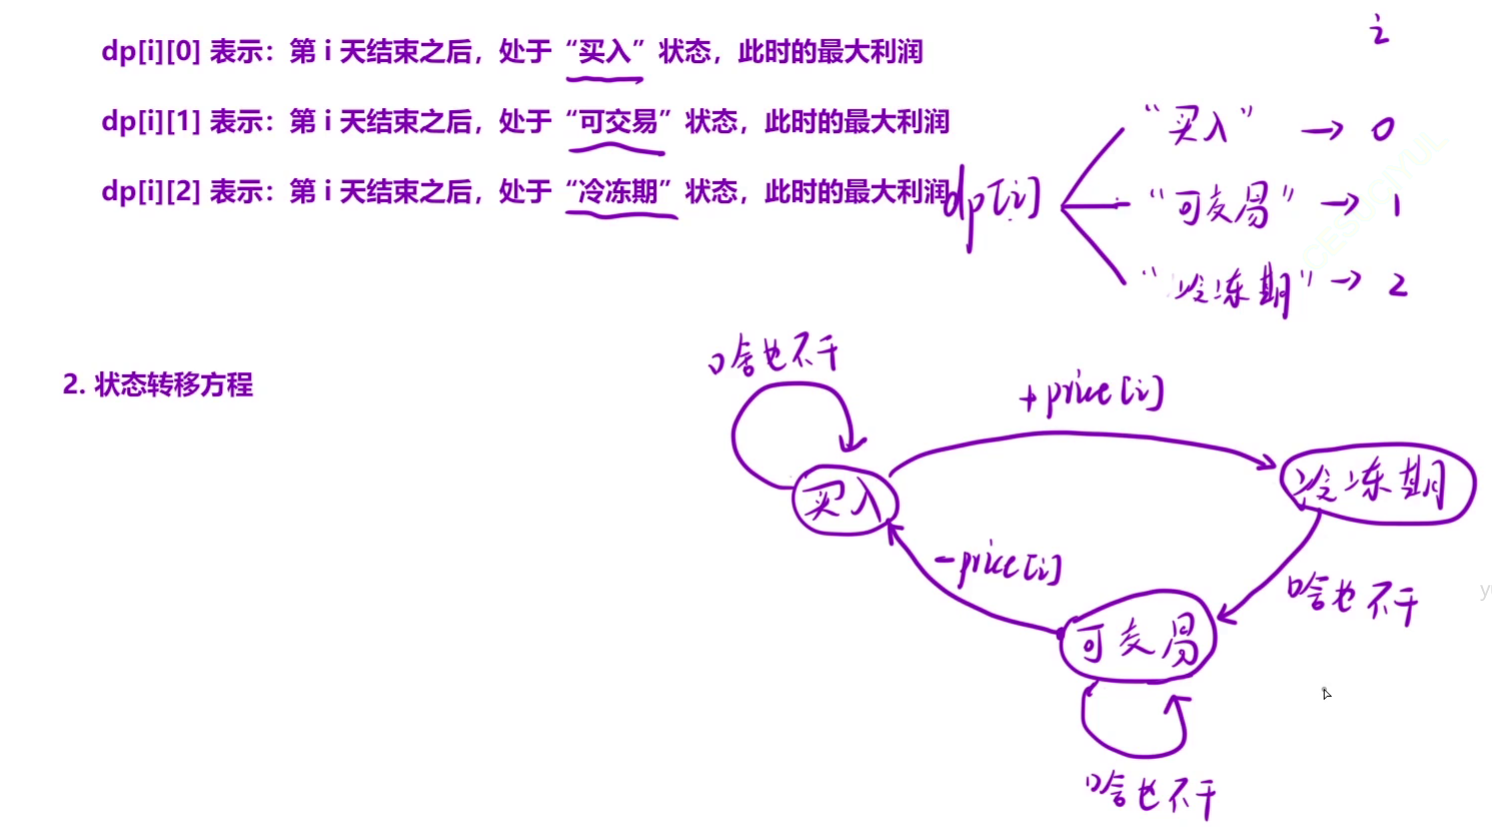 dp[i][0] 表示：第 i 天结束之后，处于“买入”状态，此时的最大利润
dp[i][1] 表示：第 i 天结束之后，处于“可交易”状态，此时的最大利润
dp[i][2] 表示：第 i 天结束之后，处于“冷冻期”状态，此时的最大利润
i
dp[i]
“买入” → 0
“可交易” → 1
“冷冻期” → 2
2. 状态转移方程
啥也不干
+price[i]
买入
冷冻期
-price[i]
啥也不干
可交易
啥也不干